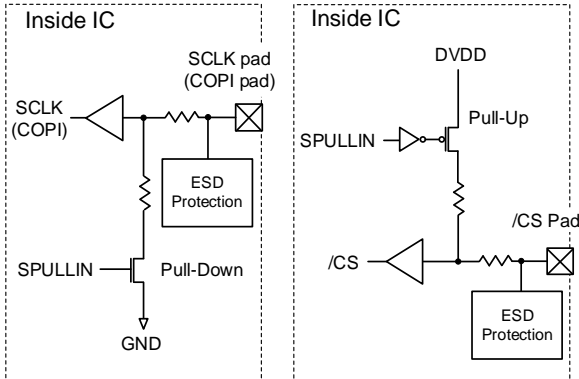 Inside IC
SCLK pad
(COPI pad)
SCLK
(COPI)
ESD
Protection
SPULLIN
Pull-Down
GND
Inside IC
DVDD
Pull-Up
SPULLIN
/CS Pad
/CS
ESD
Protection